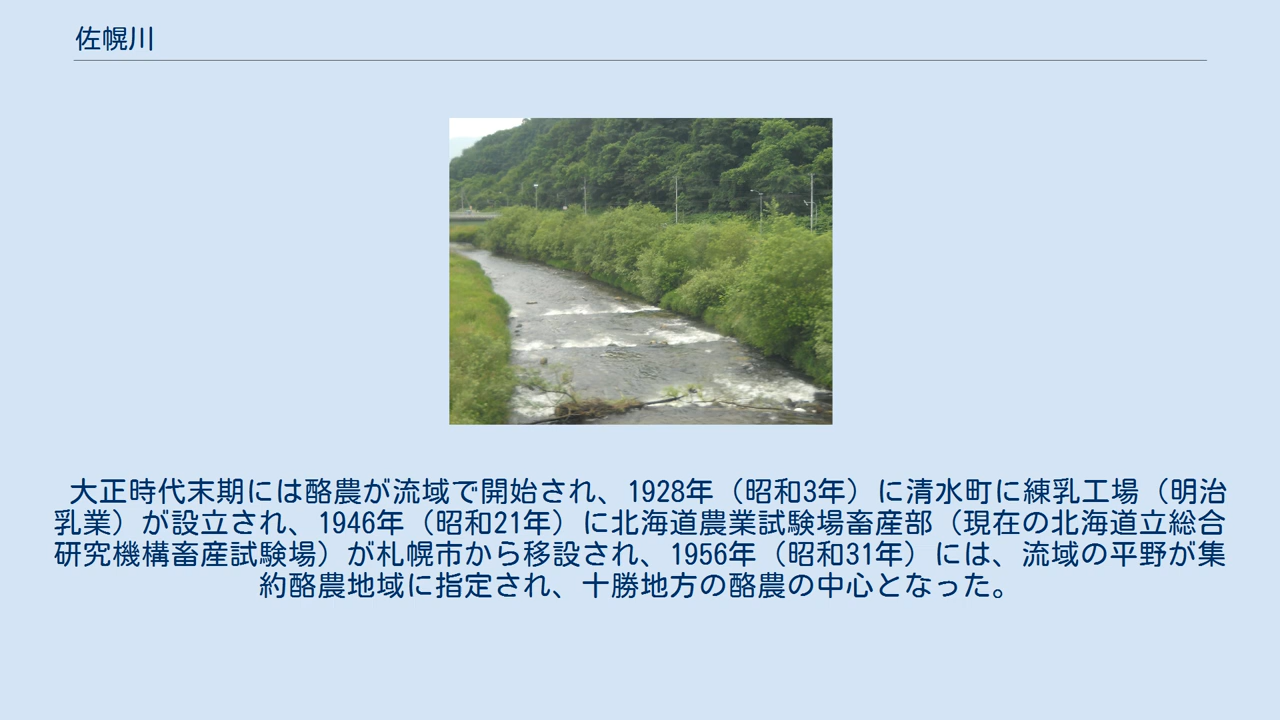 佐幌川
大正時代末期には酪農が流域で開始され、1928年（昭和3年）に清水町に練乳工場（明治
乳業）が設立され、1946年（昭和21年）に北海道農業試験場畜産部（現在の北海道立総合
研究機構畜産試験場）が札幌市から移設され、1956年（昭和31年）には、流域の平野が集
約酪農地域に指定され、十勝地方の酪農の中心となった。